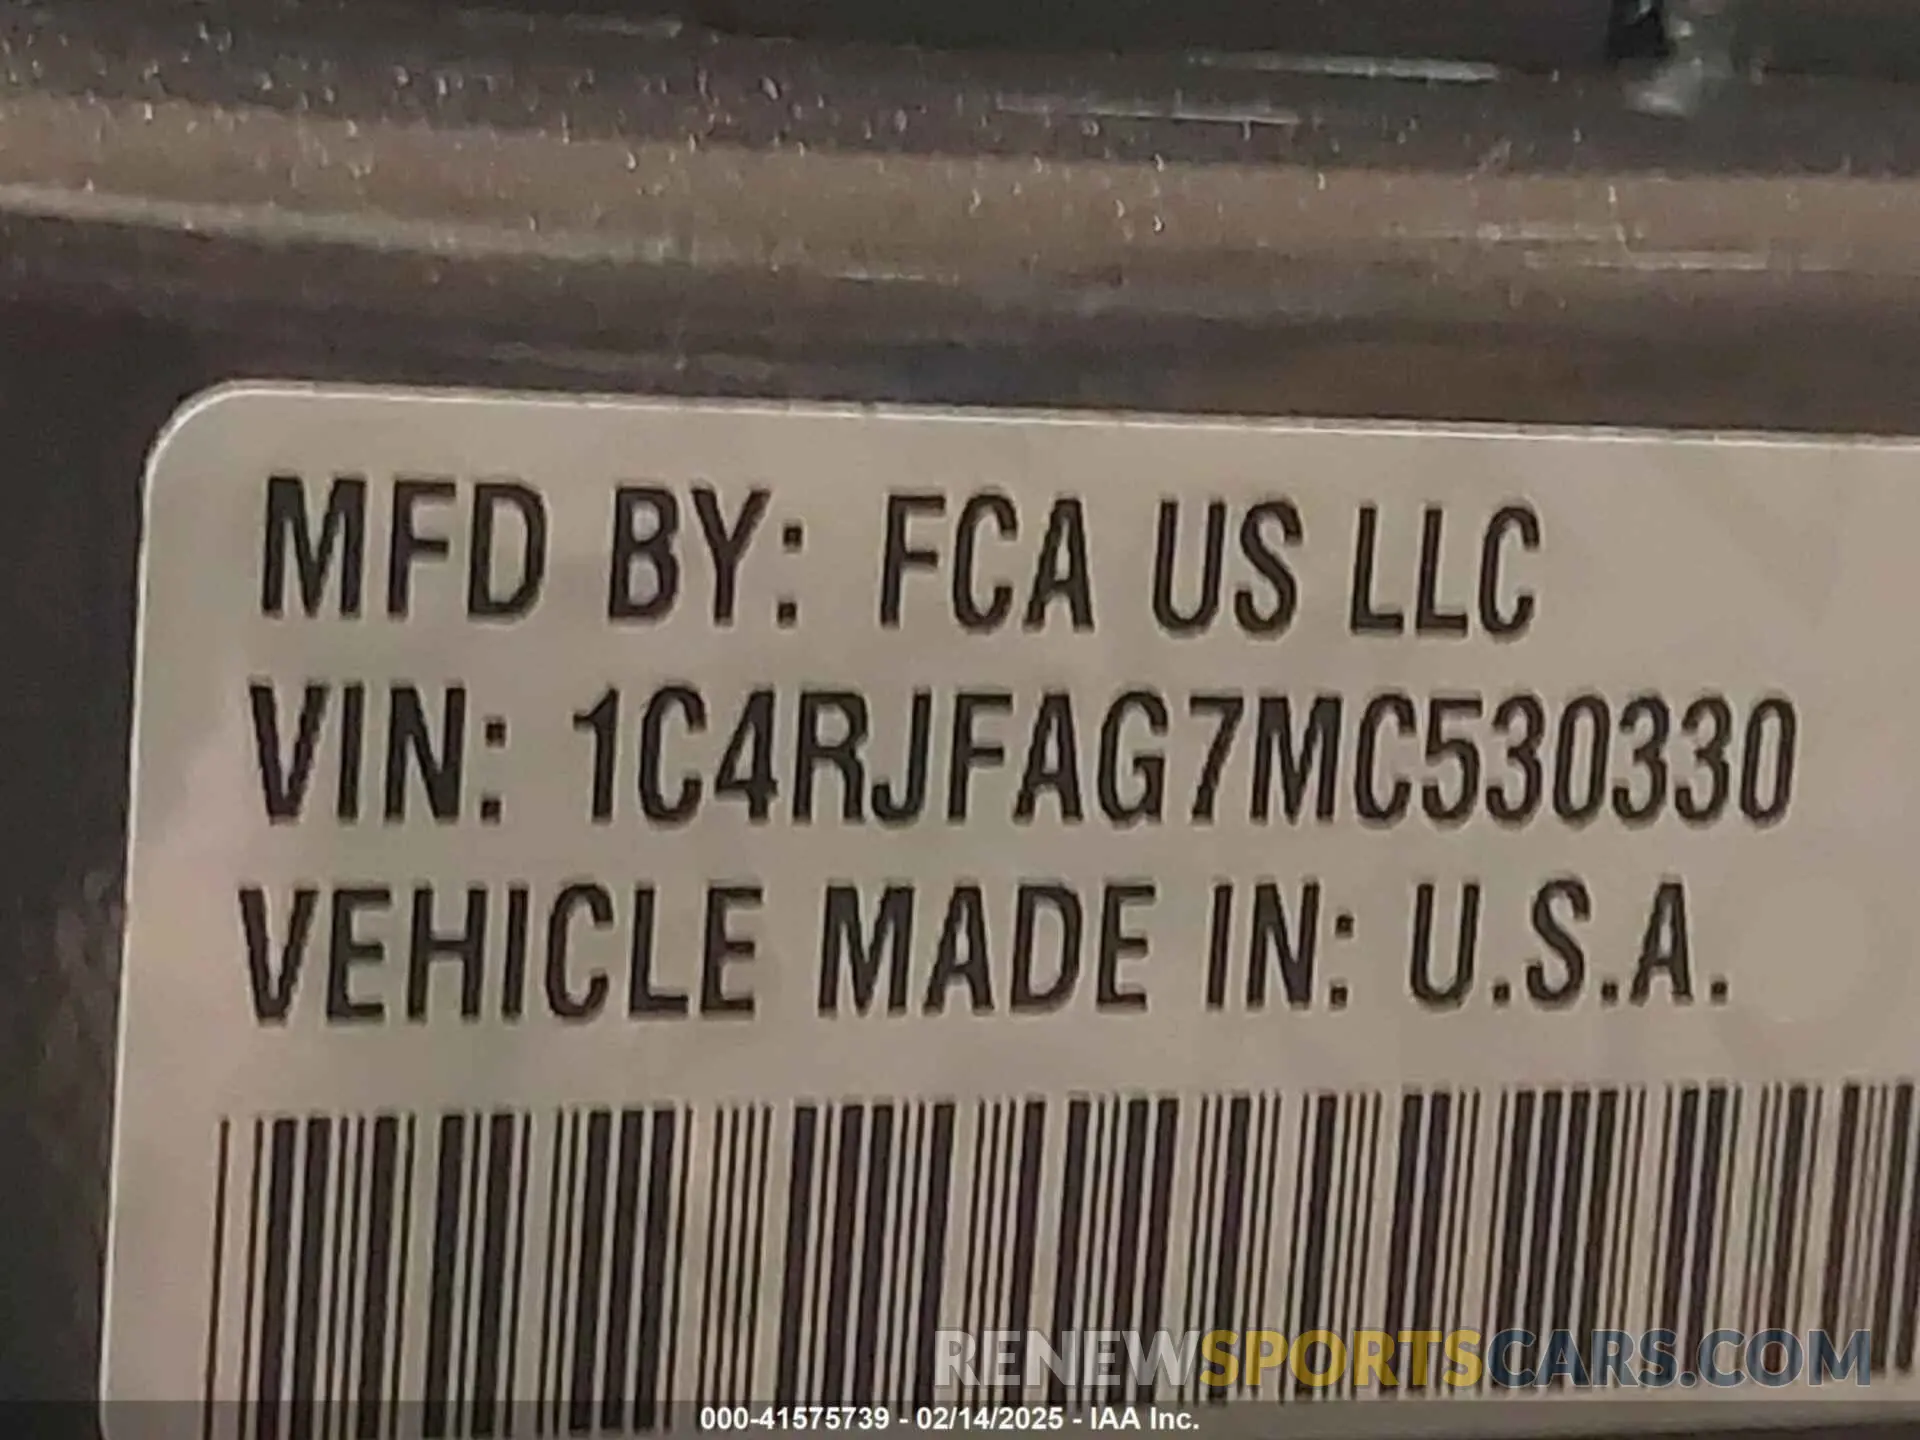 MFD BY: FCA US LLC
VIN: 1C4RJFAG7MC530330
VEHICLE MADE IN: U.S.A.
RENEWSPORTSCARS.COM
000-41575739 - 02/14/2025 - IAA Inc.